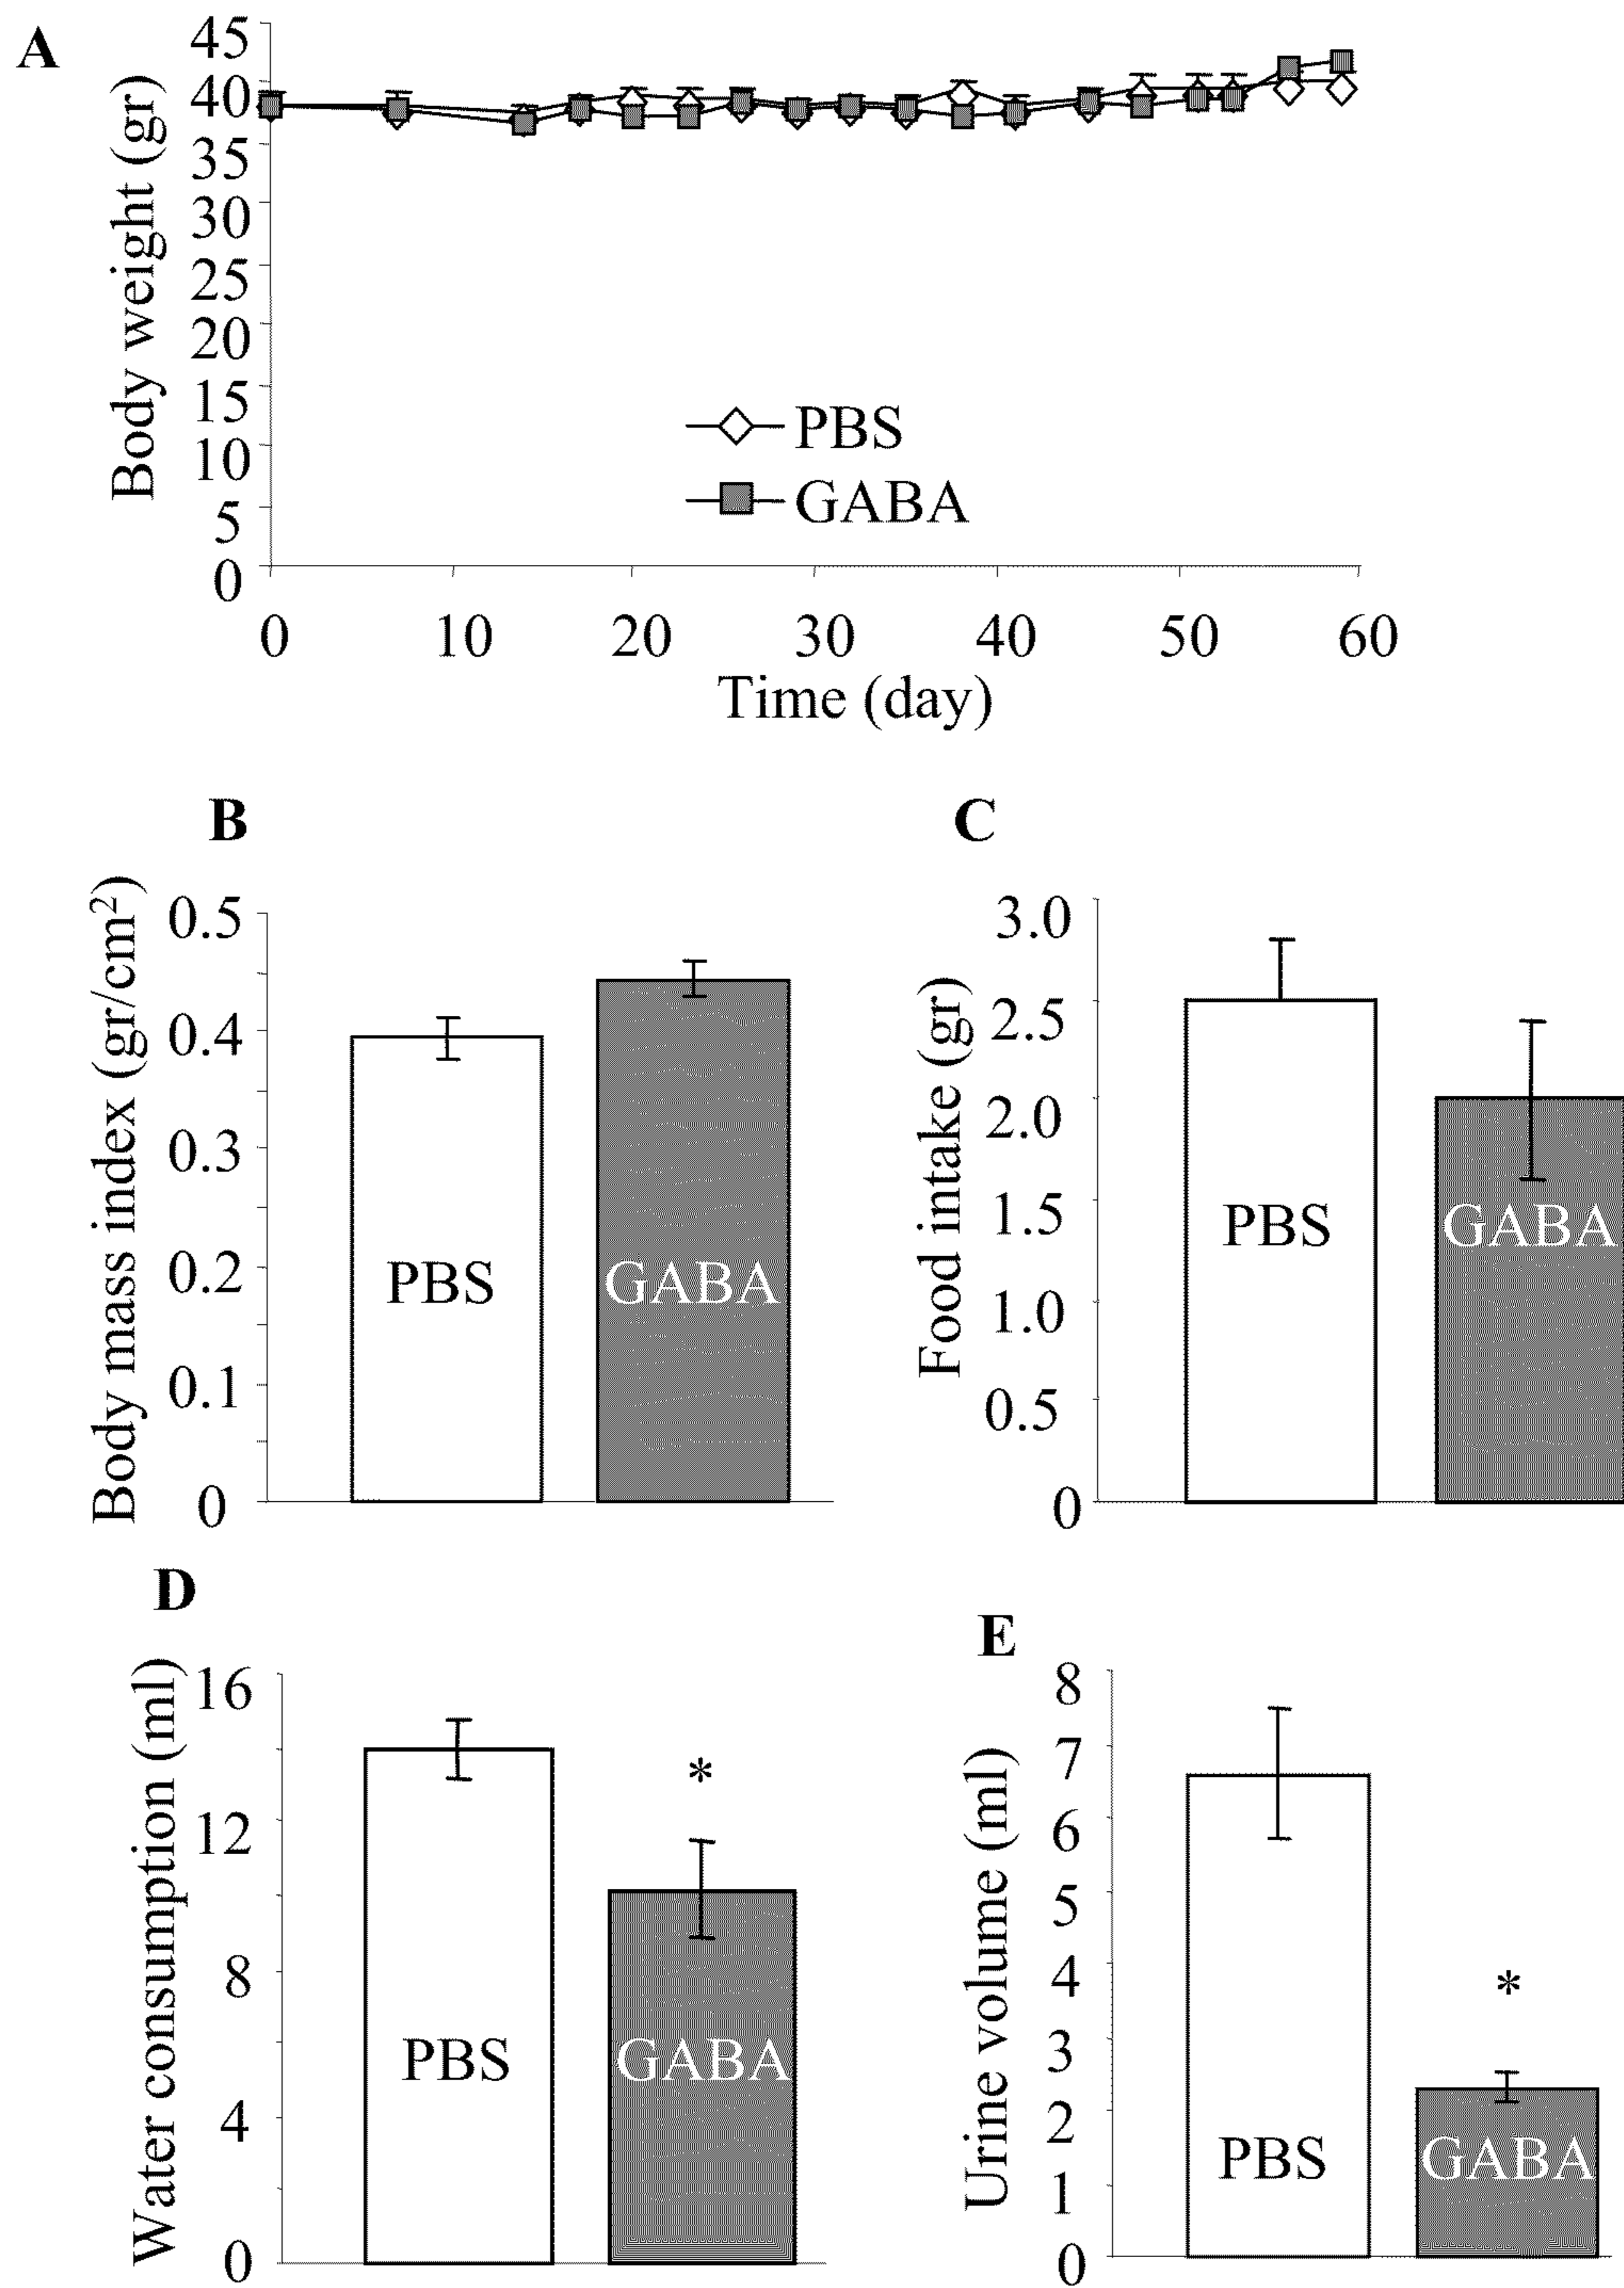 A
Body weight (gr)
45
40
35
30
25
20
15
10
5
0
PBS
GABA
0 10 20 30 40 50 60
Time (day)
B
Body mass index (gr/cm²)
0.5
0.4
0.3
0.2
0.1
0
PBS
GABA
C
Food intake (gr)
3.0
2.5
2.0
1.5
1.0
0.5
0
PBS
GABA
D
Water consumption (ml)
16
12
8
4
0
PBS
*
GABA
E
Urine volume (ml)
8
7
6
5
4
3
2
1
0
PBS
*
GABA